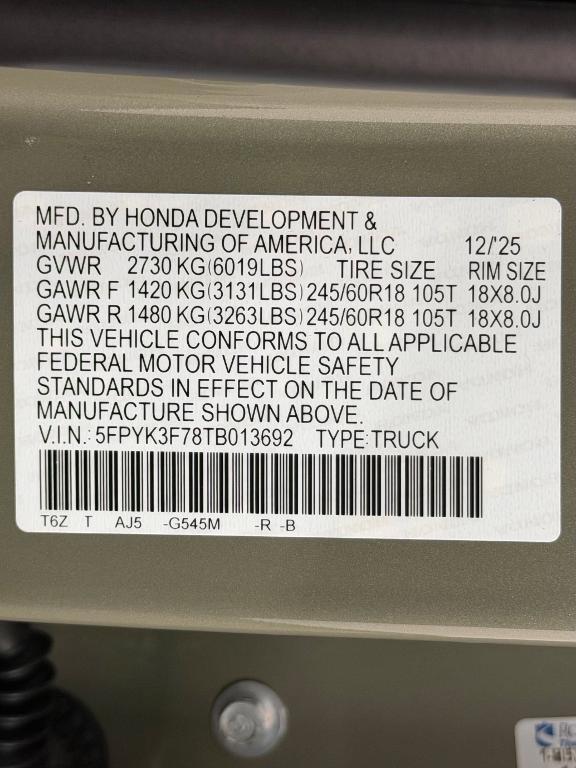 MFD. BY HONDA DEVELOPMENT &
MANUFACTURING OF AMERICA, LLC 12/'25
GVWR 2730 KG(6019LBS) TIRE SIZE RIM SIZE
GAWR F 1420 KG(3131LBS) 245/60R18 105T 18X8.0J
GAWR R 1480 KG(3263LBS) 245/60R18 105T 18X8.0J
THIS VEHICLE CONFORMS TO ALL APPLICABLE
FEDERAL MOTOR VEHICLE SAFETY
STANDARDS IN EFFECT ON THE DATE OF
MANUFACTURE SHOWN ABOVE.
V.I.N.: 5FPYK3F78TB013692 TYPE: TRUCK
T6Z T AJ5 -G545M -R -B